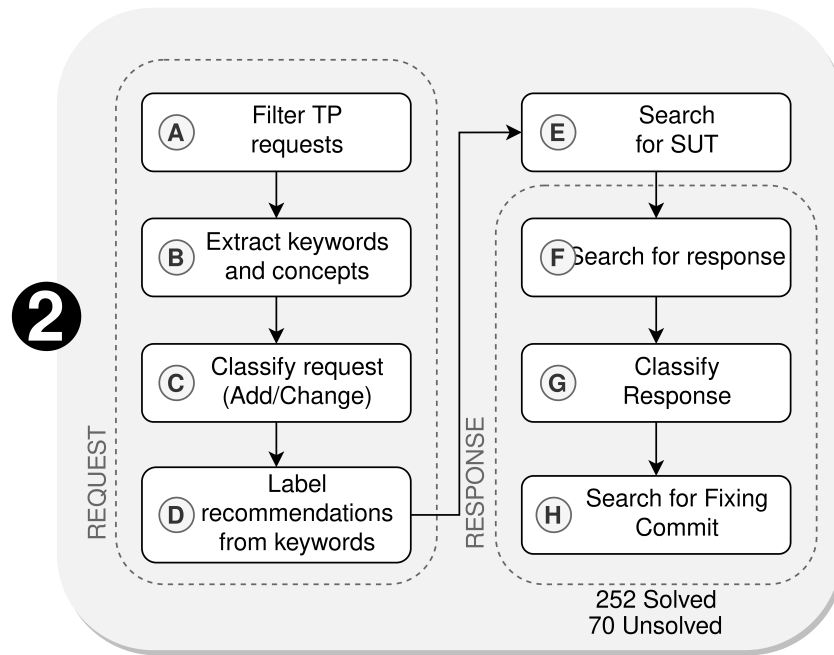 2
REQUEST
A
Filter TP
requests
B
Extract keywords
and concepts
C
Classify request
(Add/Change)
D
Label
recommendations
from keywords
E
Search
for SUT
RESPONSE
F
Search for response
G
Classify
Response
H
Search for Fixing
Commit
252 Solved
70 Unsolved